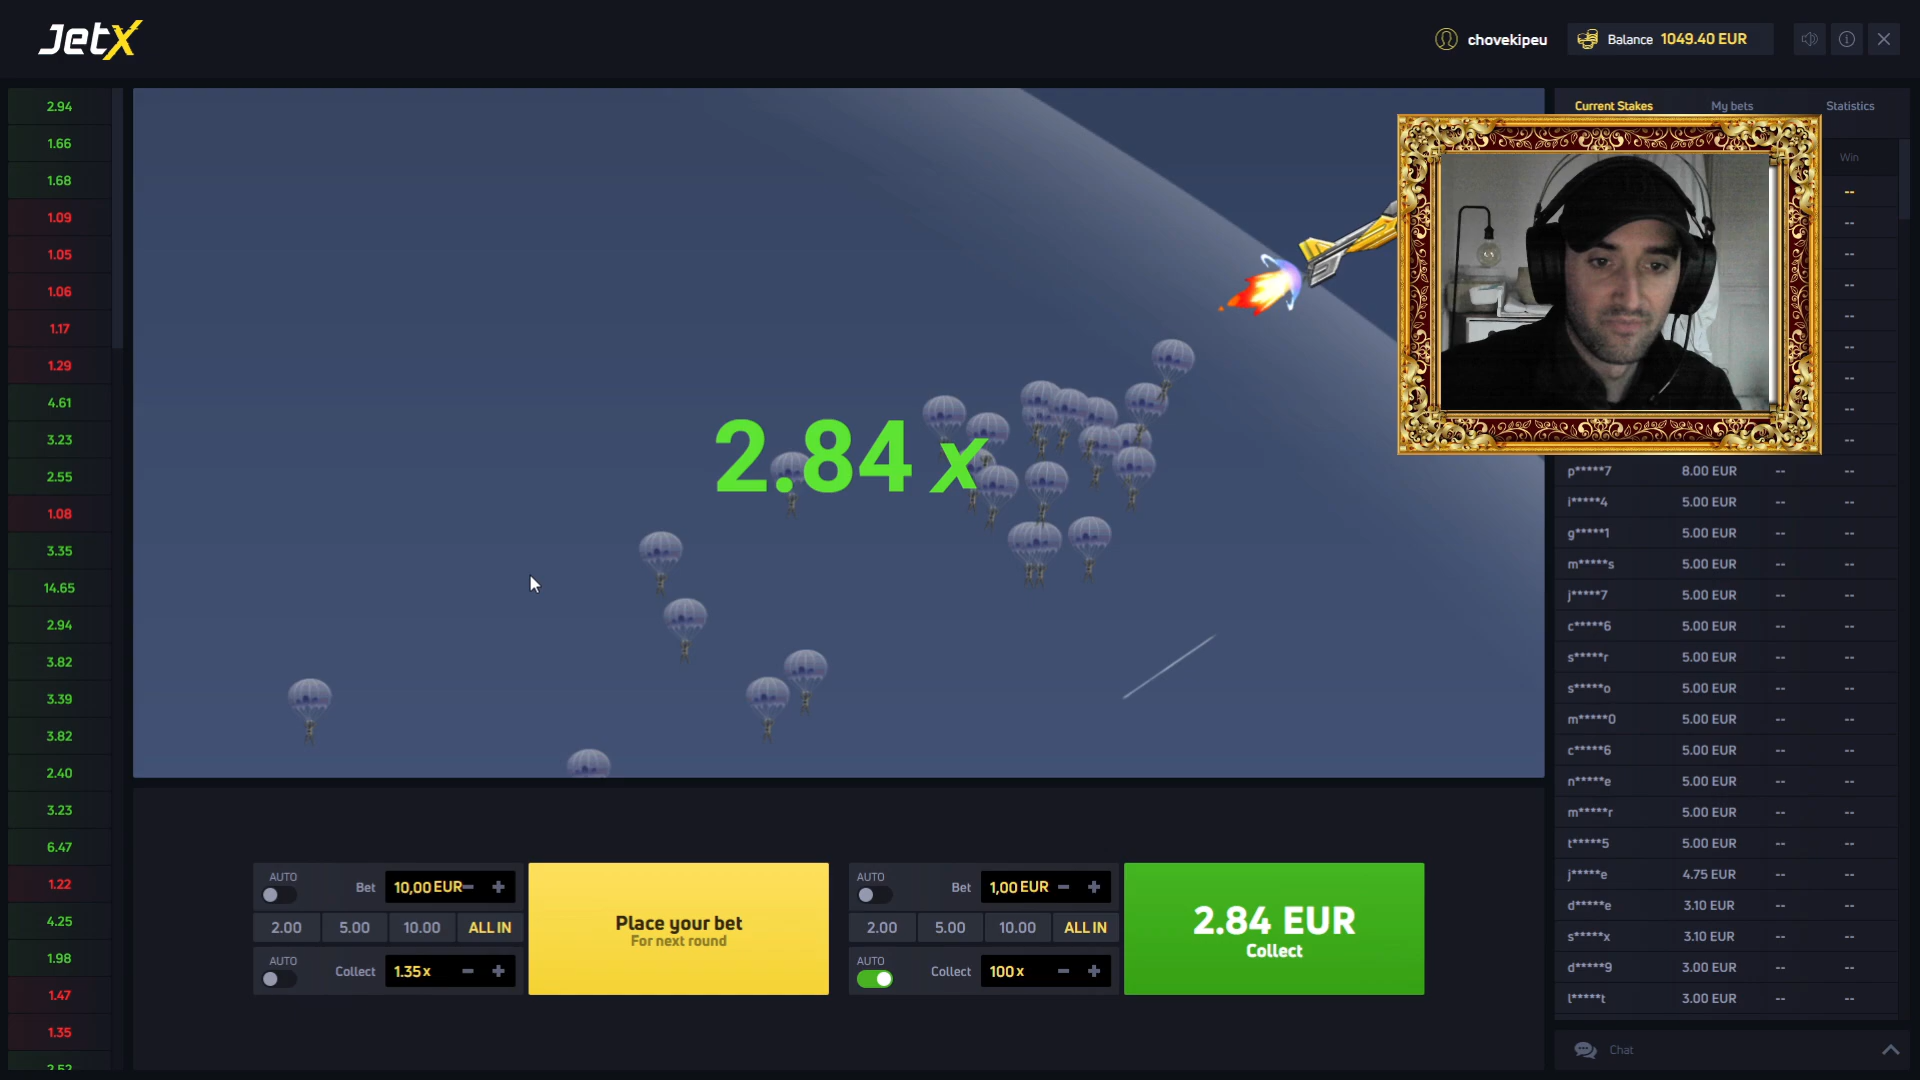 JetX
chovekipeu
Balance 1049.40 EUR
2.94
1.66
1.68
1.09
1.05
1.06
1.17
1.29
4.61
3.23
2.55
1.08
3.35
14.65
2.94
3.82
3.39
3.82
2.40
3.23
6.47
1.22
4.25
1.98
1.47
1.35
2.84 x
Current Stakes My bets Statistics
Win
--
--
--
--
--
--
--
--
--
p*****7 8.00 EUR -- --
i*****4 5.00 EUR -- --
g*****1 5.00 EUR -- --
m*****s 5.00 EUR -- --
j*****7 5.00 EUR -- --
c*****6 5.00 EUR -- --
s*****r 5.00 EUR -- --
s*****o 5.00 EUR -- --
m*****0 5.00 EUR -- --
c*****6 5.00 EUR -- --
n*****e 5.00 EUR -- --
m*****r 5.00 EUR -- --
t*****5 5.00 EUR -- --
j*****e 4.75 EUR -- --
d*****e 3.10 EUR -- --
s*****x 3.10 EUR -- --
d*****9 3.00 EUR -- --
l*****t 3.00 EUR -- --
Chat
AUTO Bet 10,00 EUR − +
2.00 5.00 10.00 ALL IN
AUTO Collect 1.35 x − +
Place your bet
For next round
AUTO Bet 1,00 EUR − +
2.00 5.00 10.00 ALL IN
AUTO Collect 100 x − +
2.84 EUR
Collect